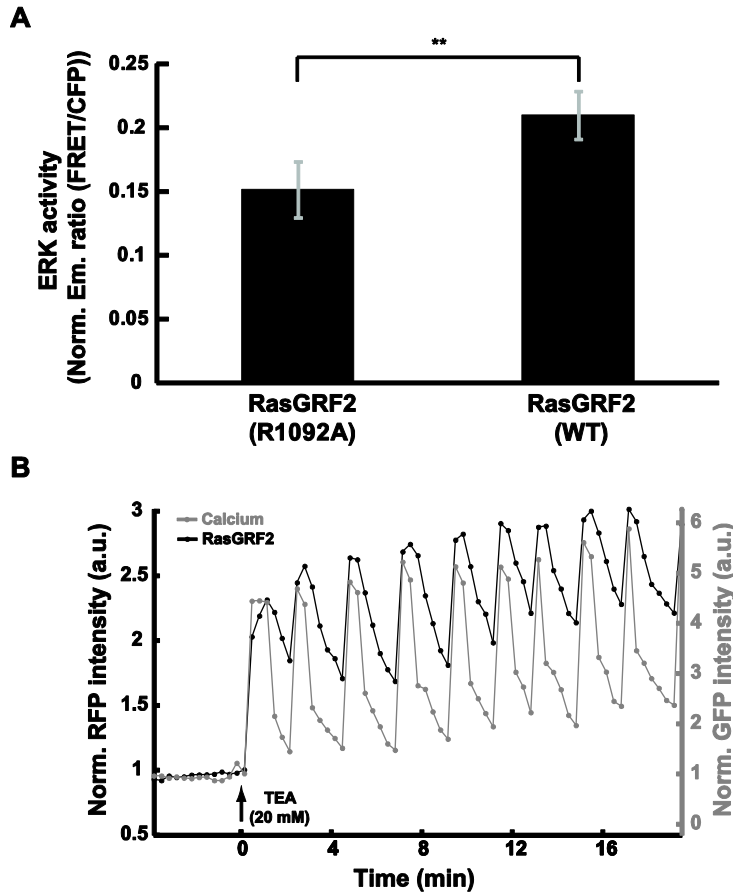 A
**
0.25
0.2
0.15
0.1
0.05
0
ERK activity
(Norm. Em. ratio (FRET/CFP))
RasGRF2
(R1092A)
RasGRF2
(WT)
B
Calcium
RasGRF2
3
2.5
2
1.5
1
0.5
Norm. RFP intensity (a.u.)
6
5
4
3
2
1
0
Norm. GFP intensity (a.u.)
TEA
(20 mM)
0
4
8
12
16
Time (min)